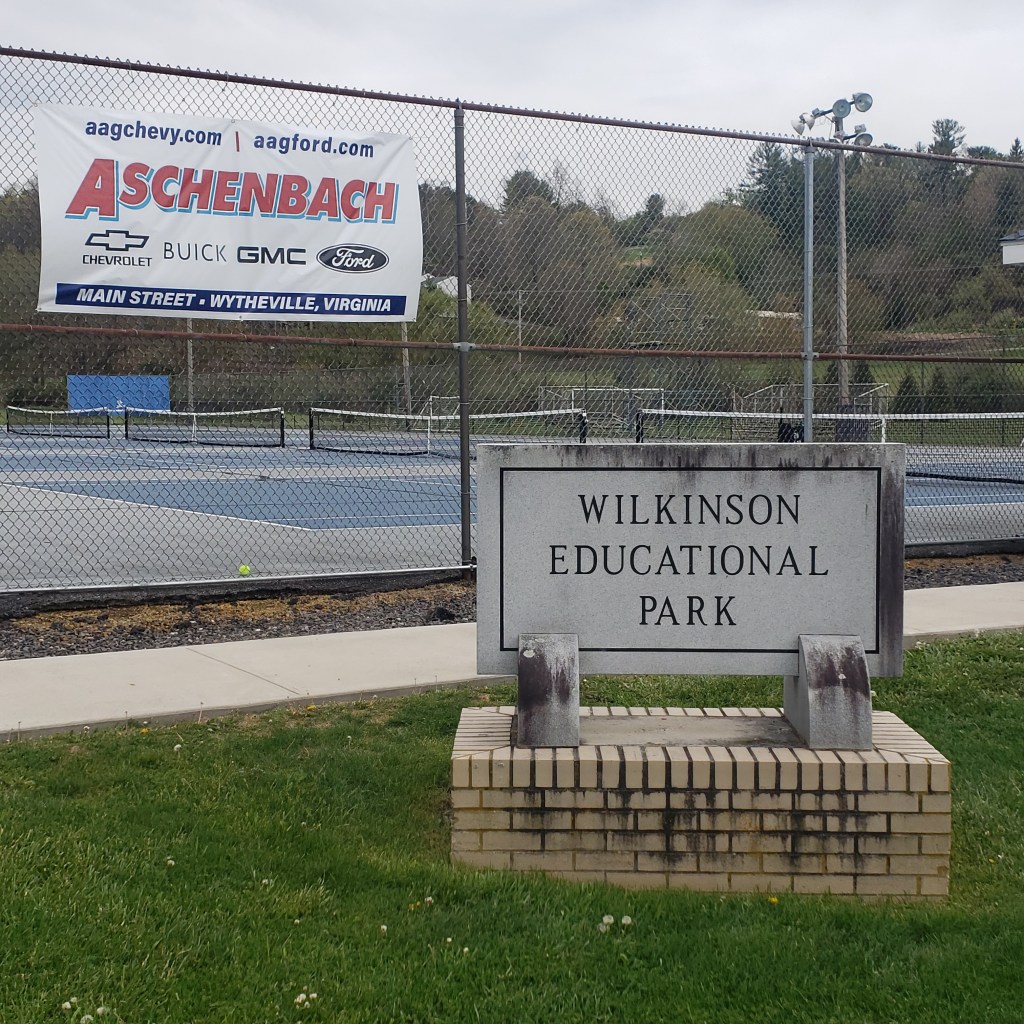 aagchevy.com | aagford.com
ASCHENBACH
CHEVROLET BUICK GMC Ford
MAIN STREET • WYTHEVILLE, VIRGINIA
WILKINSON
EDUCATIONAL
PARK